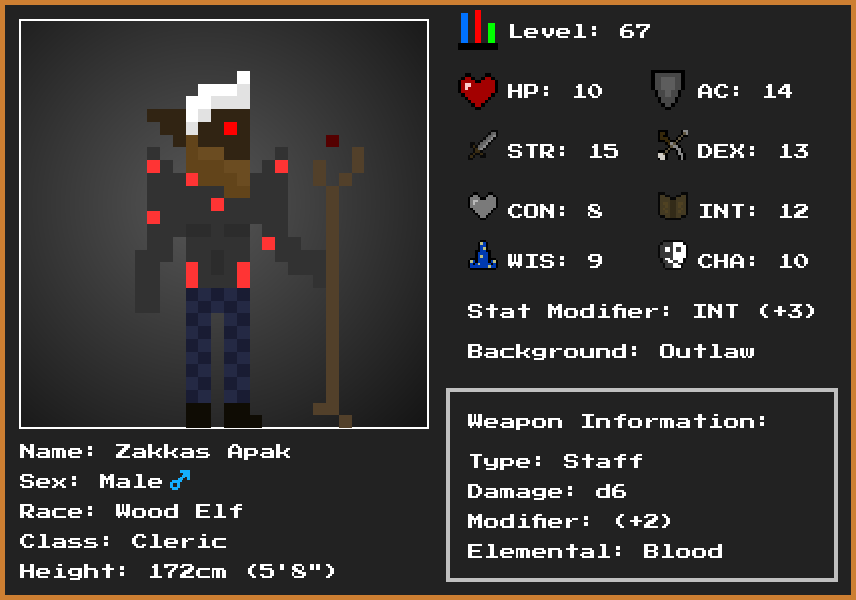 Level: 67
HP: 10
AC: 14
STR: 15
DEX: 13
CON: 8
INT: 12
WIS: 9
CHA: 10
Stat Modifier: INT (+3)
Background: Outlaw
Weapon Information:
Type: Staff
Damage: d6
Modifier: (+2)
Elemental: Blood
Name: Zakkas Apak
Sex: Male♂
Race: Wood Elf
Class: Cleric
Height: 172cm (5'8")